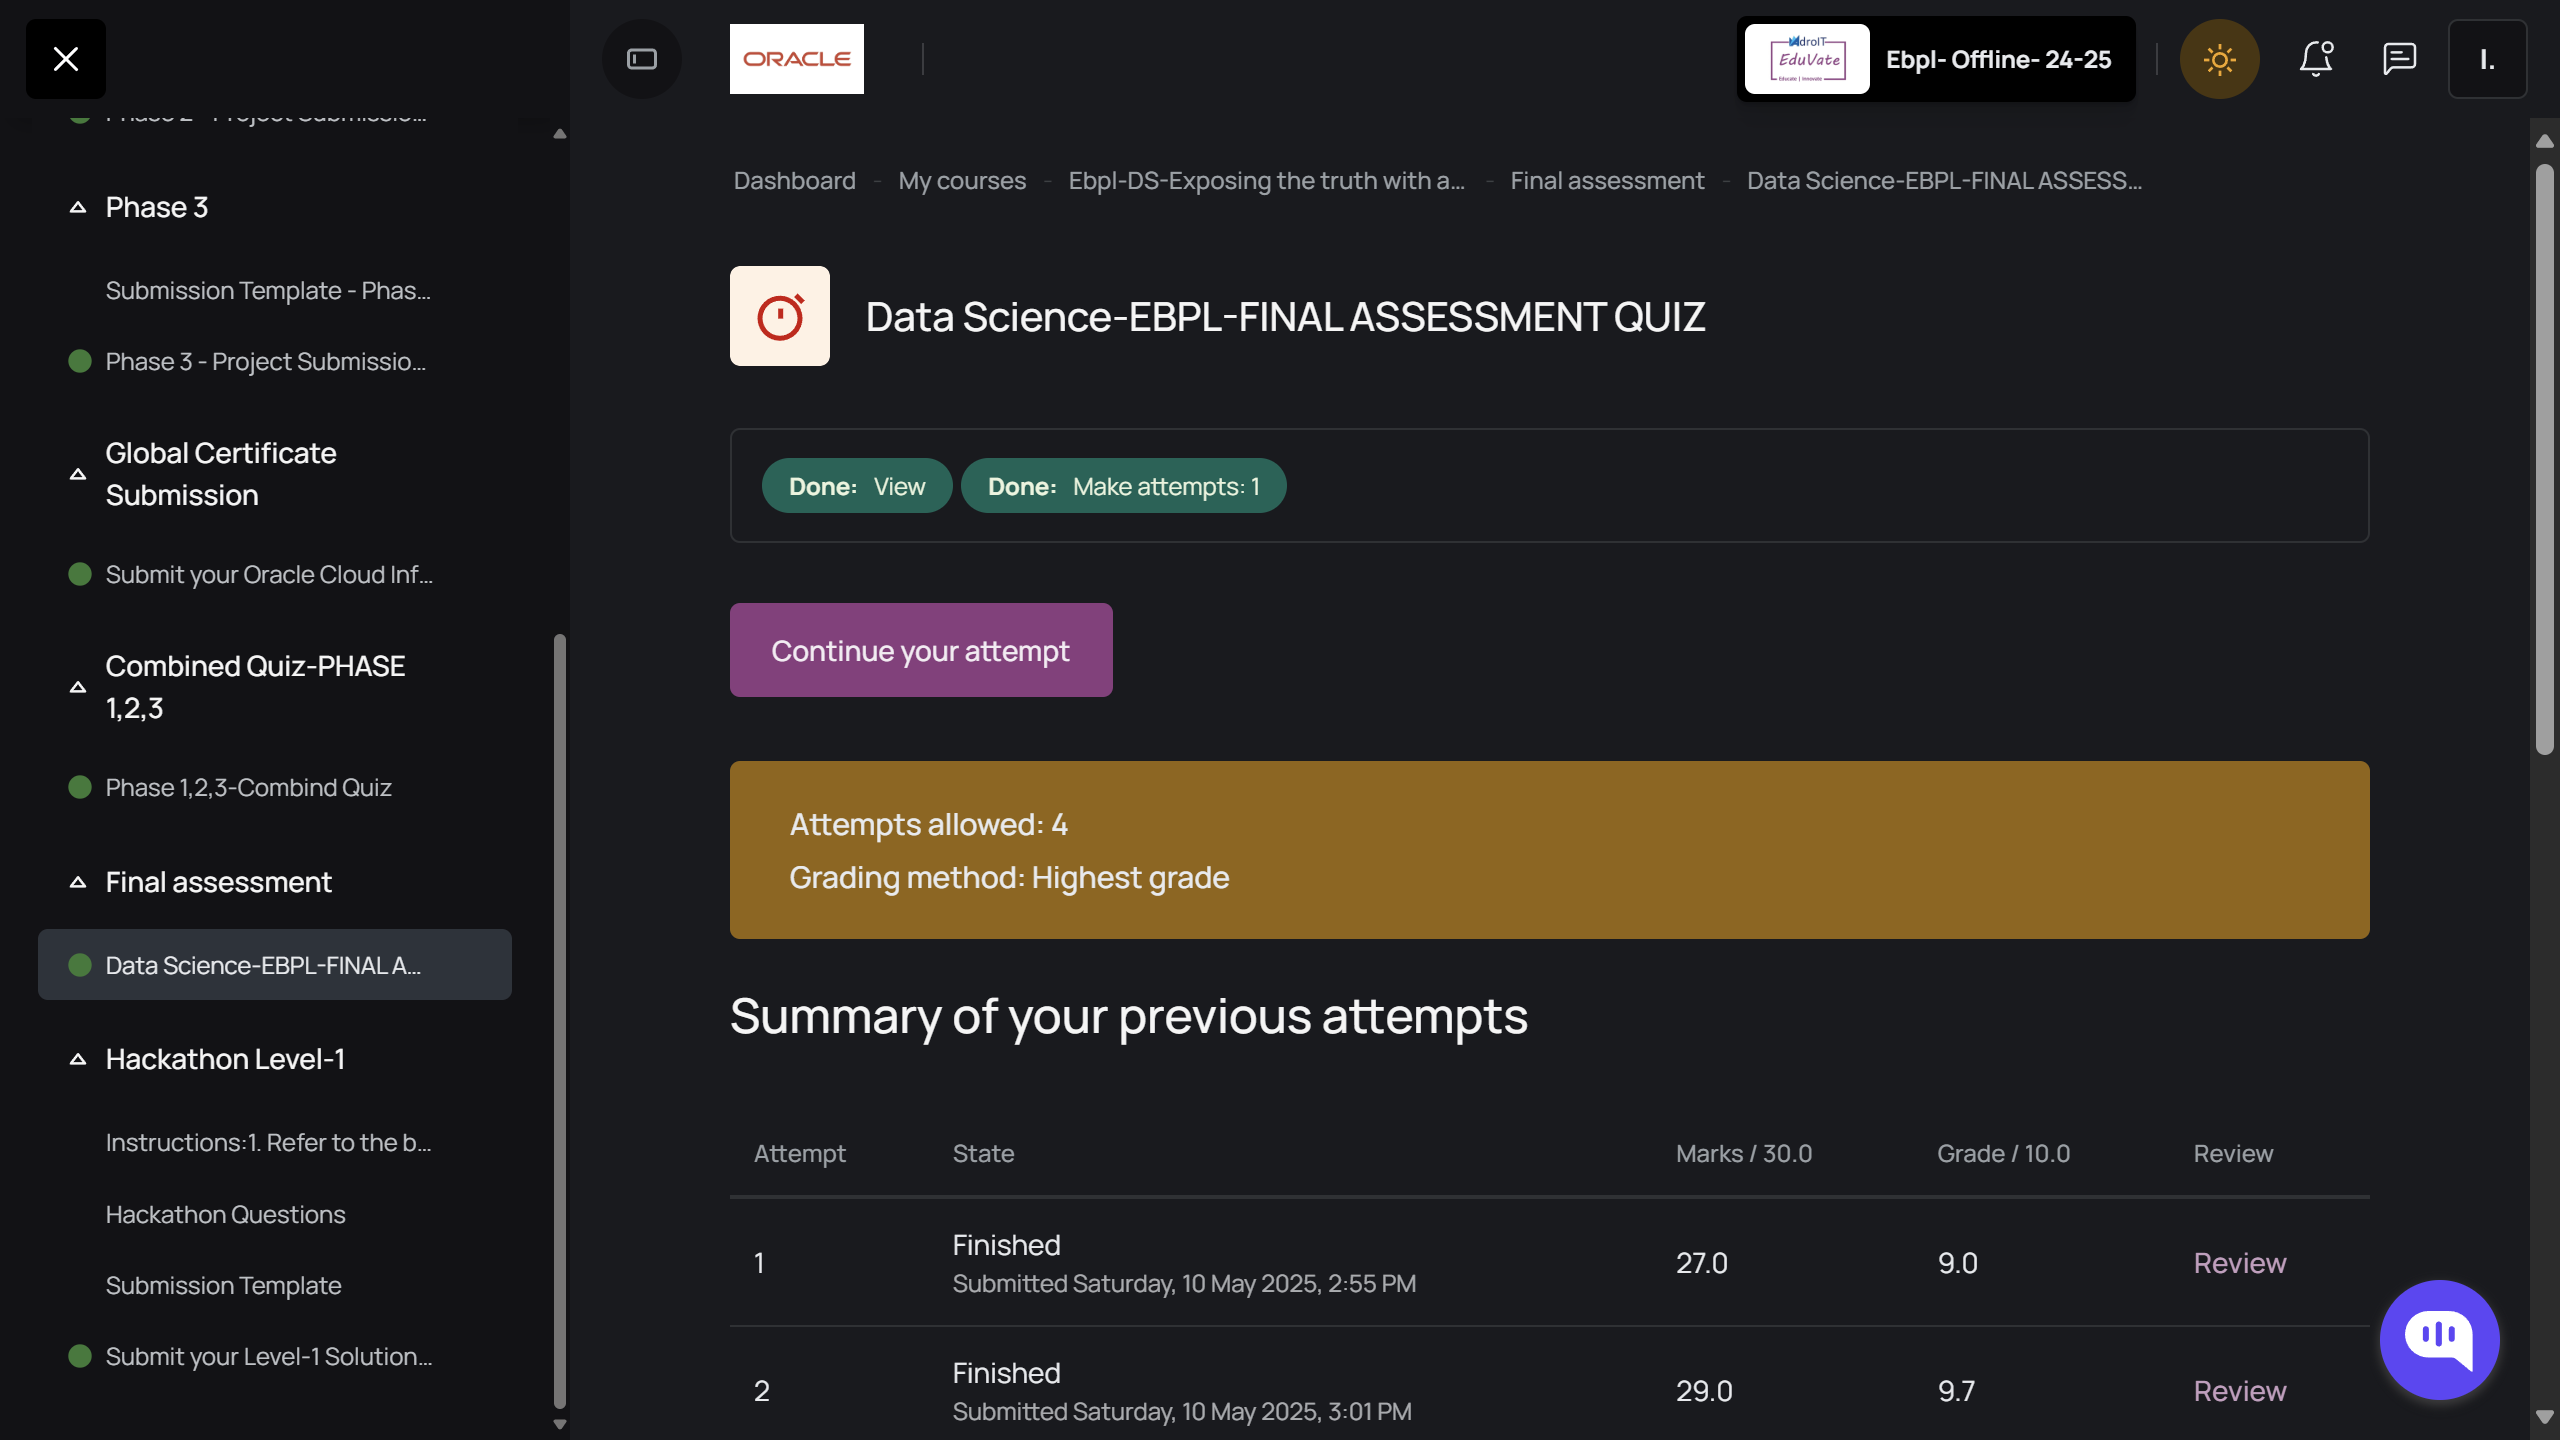 ORACLE
EduVate
Educate | Innovate
Ebpl- Offline- 24-25
I.
Phase 2 - Project Submissio...
Phase 3
Submission Template - Phas...
Phase 3 - Project Submissio...
Global Certificate
Submission
Submit your Oracle Cloud Inf...
Combined Quiz-PHASE
1,2,3
Phase 1,2,3-Combind Quiz
Final assessment
Data Science-EBPL-FINAL A...
Hackathon Level-1
Instructions:1. Refer to the b...
Hackathon Questions
Submission Template
Submit your Level-1 Solution...
Dashboard - My courses - Ebpl-DS-Exposing the truth with a... - Final assessment - Data Science-EBPL-FINAL ASSESS...
Data Science-EBPL-FINAL ASSESSMENT QUIZ
Done: View Done: Make attempts: 1
Continue your attempt
Attempts allowed: 4
Grading method: Highest grade
Summary of your previous attempts
Attempt State Marks / 30.0 Grade / 10.0 Review
1 Finished 27.0 9.0 Review
Submitted Saturday, 10 May 2025, 2:55 PM
2 Finished 29.0 9.7 Review
Submitted Saturday, 10 May 2025, 3:01 PM